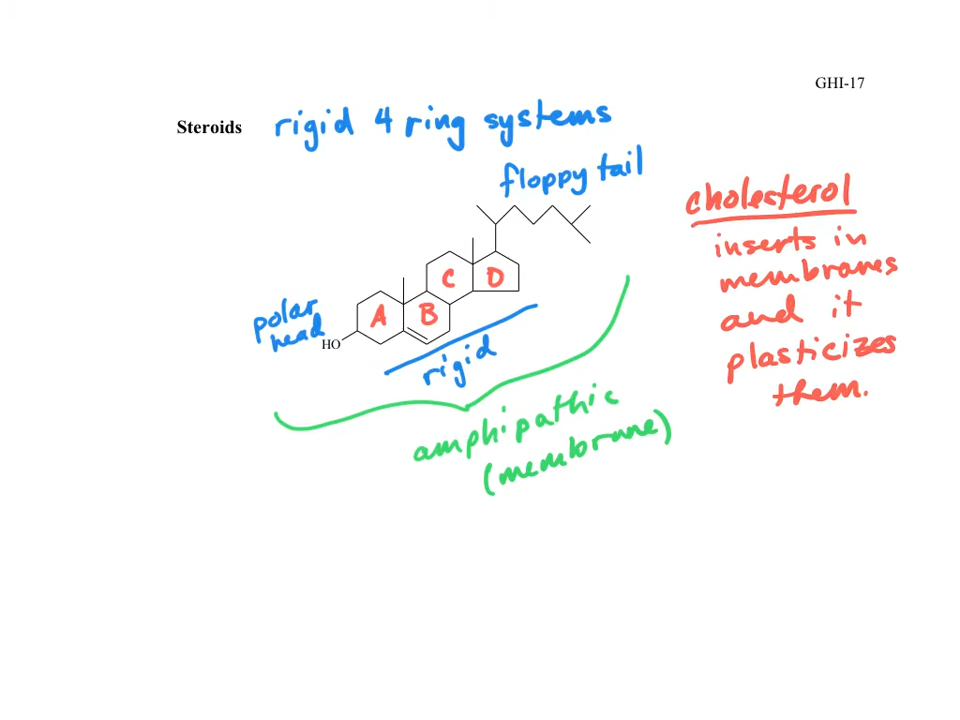 GHI-17
Steroids rigid 4 ring systems
floppy tail
cholesterol
inserts in
membranes
and it
plasticizes
them.
C D
A B
polar
head
HO
rigid
amphipathic
(membrane)